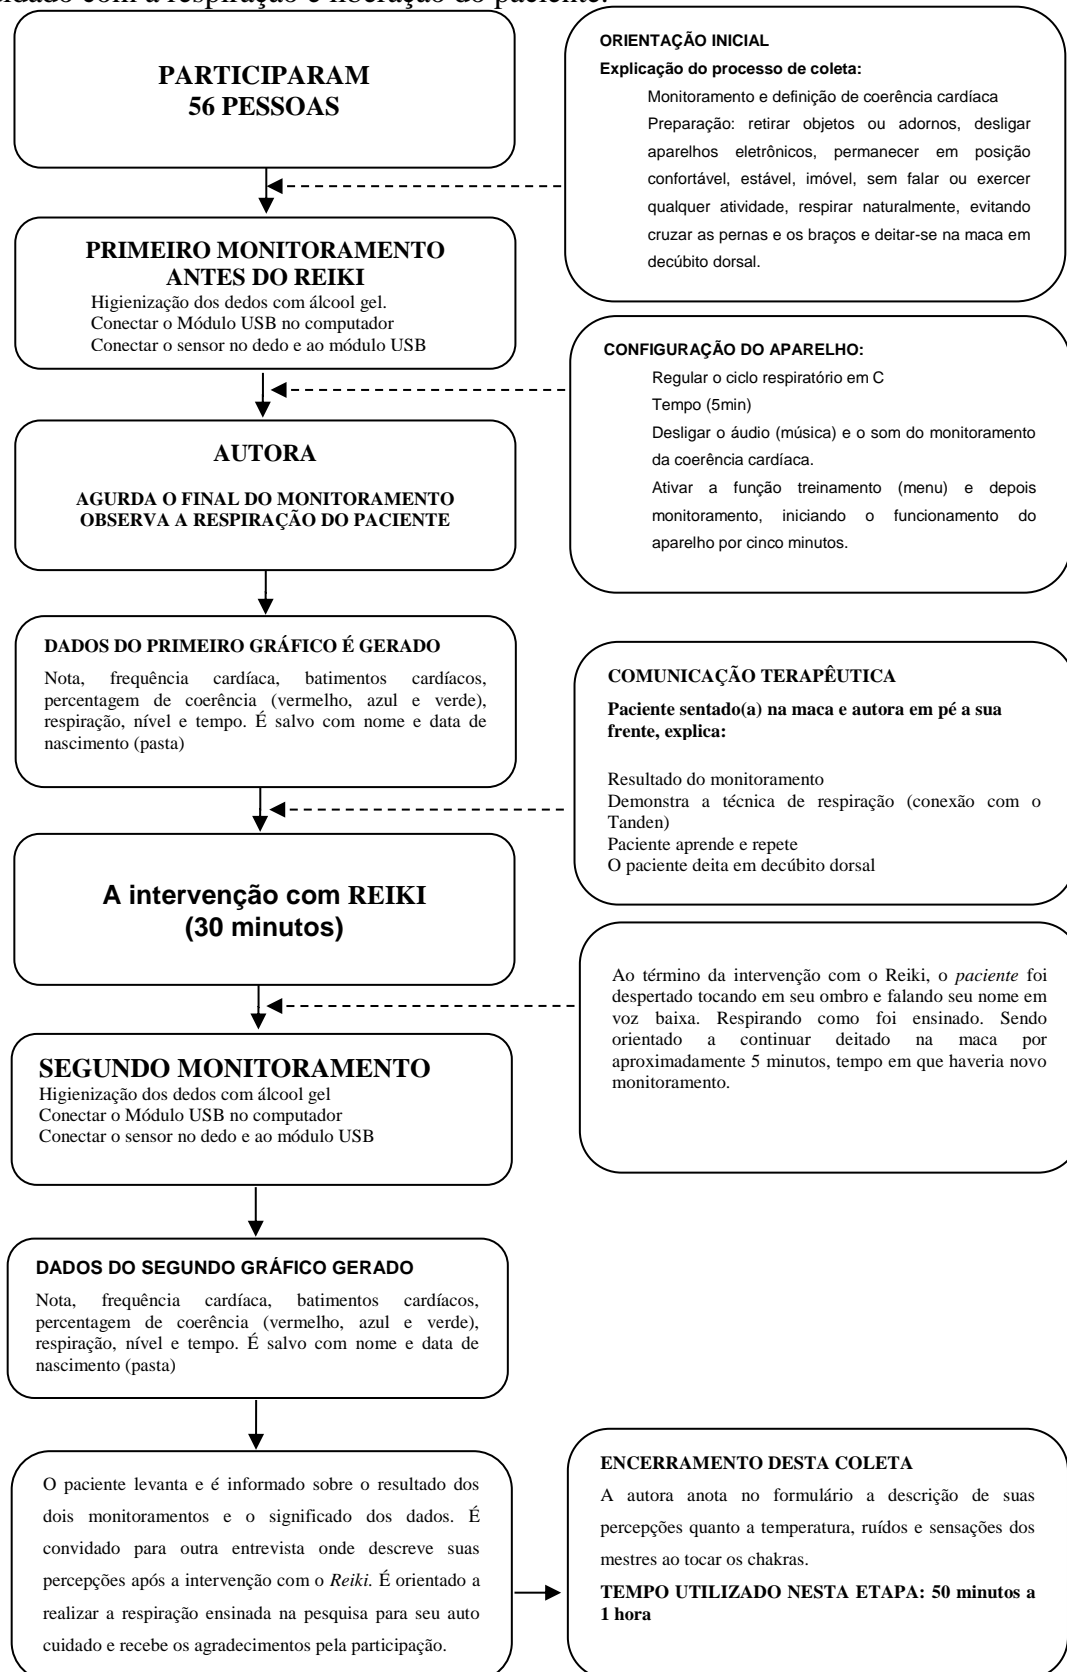 cuidado com a respiração e liberação do paciente.
PARTICIPARAM
56 PESSOAS
ORIENTAÇÃO INICIAL
Explicação do processo de coleta:
Monitoramento e definição de coerência cardíaca
Preparação: retirar objetos ou adornos, desligar
aparelhos eletrônicos, permanecer em posição
confortável, estável, imóvel, sem falar ou exercer
qualquer atividade, respirar naturalmente, evitando
cruzar as pernas e os braços e deitar-se na maca em
decúbito dorsal.
PRIMEIRO MONITORAMENTO
ANTES DO REIKI
Higienização dos dedos com álcool gel.
Conectar o Módulo USB no computador
Conectar o sensor no dedo e ao módulo USB
CONFIGURAÇÃO DO APARELHO:
Regular o ciclo respiratório em C
Tempo (5min)
Desligar o áudio (música) e o som do monitoramento
da coerência cardíaca.
Ativar a função treinamento (menu) e depois
monitoramento, iniciando o funcionamento do
aparelho por cinco minutos.
AUTORA
AGURDA O FINAL DO MONITORAMENTO
OBSERVA A RESPIRAÇÃO DO PACIENTE
DADOS DO PRIMEIRO GRÁFICO É GERADO
Nota, frequência cardíaca, batimentos cardíacos,
percentagem de coerência (vermelho, azul e verde),
respiração, nível e tempo. É salvo com nome e data de
nascimento (pasta)
COMUNICAÇÃO TERAPÊUTICA
Paciente sentado(a) na maca e autora em pé a sua
frente, explica:
Resultado do monitoramento
Demonstra a técnica de respiração (conexão com o
Tanden)
Paciente aprende e repete
O paciente deita em decúbito dorsal
A intervenção com REIKI
(30 minutos)
Ao término da intervenção com o Reiki, o paciente foi
despertado tocando em seu ombro e falando seu nome em
voz baixa. Respirando como foi ensinado. Sendo
orientado a continuar deitado na maca por
aproximadamente 5 minutos, tempo em que haveria novo
monitoramento.
SEGUNDO MONITORAMENTO
Higienização dos dedos com álcool gel
Conectar o Módulo USB no computador
Conectar o sensor no dedo e ao módulo USB
DADOS DO SEGUNDO GRÁFICO GERADO
Nota, frequência cardíaca, batimentos cardíacos,
percentagem de coerência (vermelho, azul e verde),
respiração, nível e tempo. É salvo com nome e data de
nascimento (pasta)
O paciente levanta e é informado sobre o resultado dos
dois monitoramentos e o significado dos dados. É
convidado para outra entrevista onde descreve suas
percepções após a intervenção com o Reiki. É orientado a
realizar a respiração ensinada na pesquisa para seu auto
cuidado e recebe os agradecimentos pela participação.
ENCERRAMENTO DESTA COLETA
A autora anota no formulário a descrição de suas
percepções quanto a temperatura, ruídos e sensações dos
mestres ao tocar os chakras.
TEMPO UTILIZADO NESTA ETAPA: 50 minutos a
1 hora